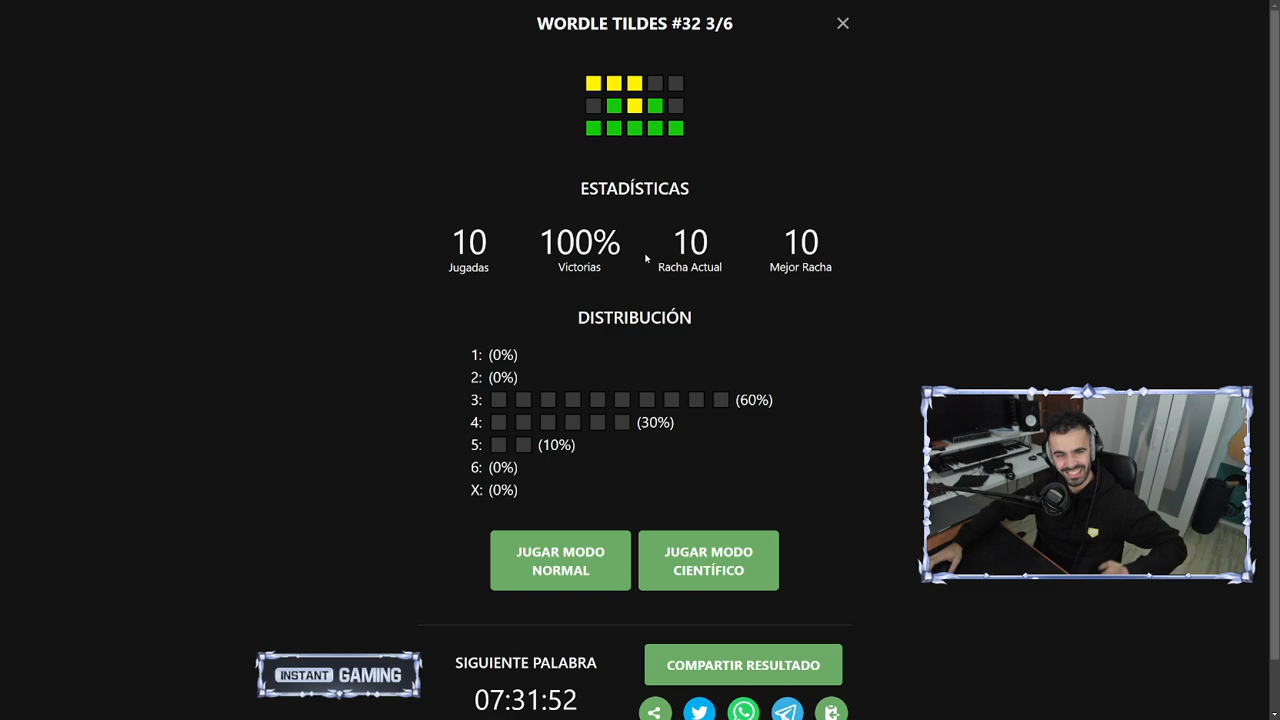 WORDLE TILDES #32 3/6
ESTADÍSTICAS
10 100% 10 10
Jugadas Victorias Racha Actual Mejor Racha
DISTRIBUCIÓN
1: (0%)
2: (0%)
3: (60%)
4: (30%)
5: (10%)
6: (0%)
X: (0%)
JUGAR MODO
NORMAL
JUGAR MODO
CIENTÍFICO
SIGUIENTE PALABRA
07:31:52
COMPARTIR RESULTADO
INSTANT GAMING